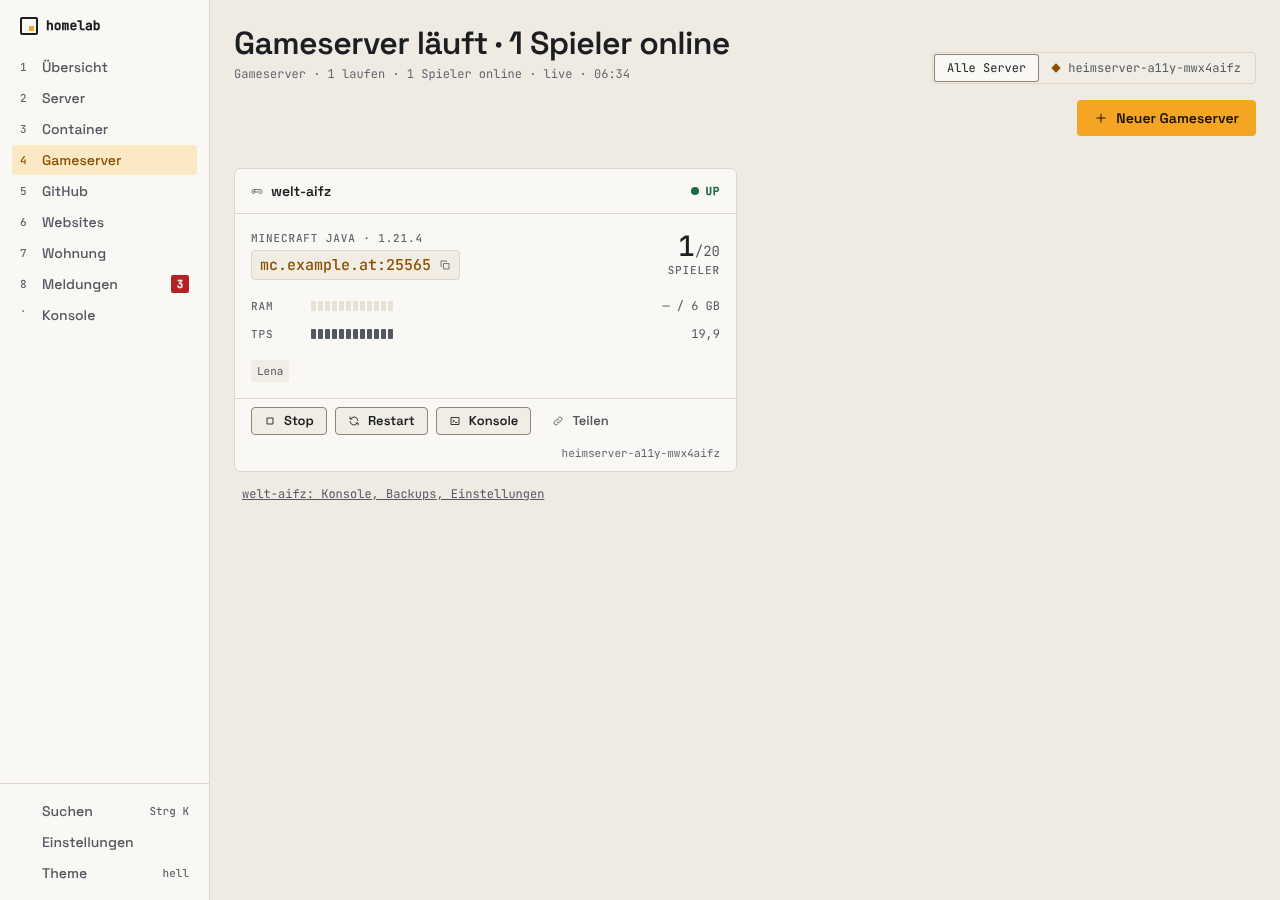 homelab
1 Übersicht
2 Server
3 Container
4 Gameserver
5 GitHub
6 Websites
7 Wohnung
8 Meldungen 3
` Konsole
Suchen Strg K
Einstellungen
Theme hell
Gameserver läuft · 1 Spieler online
Gameserver · 1 laufen · 1 Spieler online · live · 06:34
Alle Server ◆ heimserver-a11y-mwx4aifz
+ Neuer Gameserver
welt-aifz ● UP
MINECRAFT JAVA · 1.21.4
mc.example.at:25565
1/20
SPIELER
RAM — / 6 GB
TPS 19,9
Lena
Stop Restart Konsole Teilen
heimserver-a11y-mwx4aifz
welt-aifz: Konsole, Backups, Einstellungen